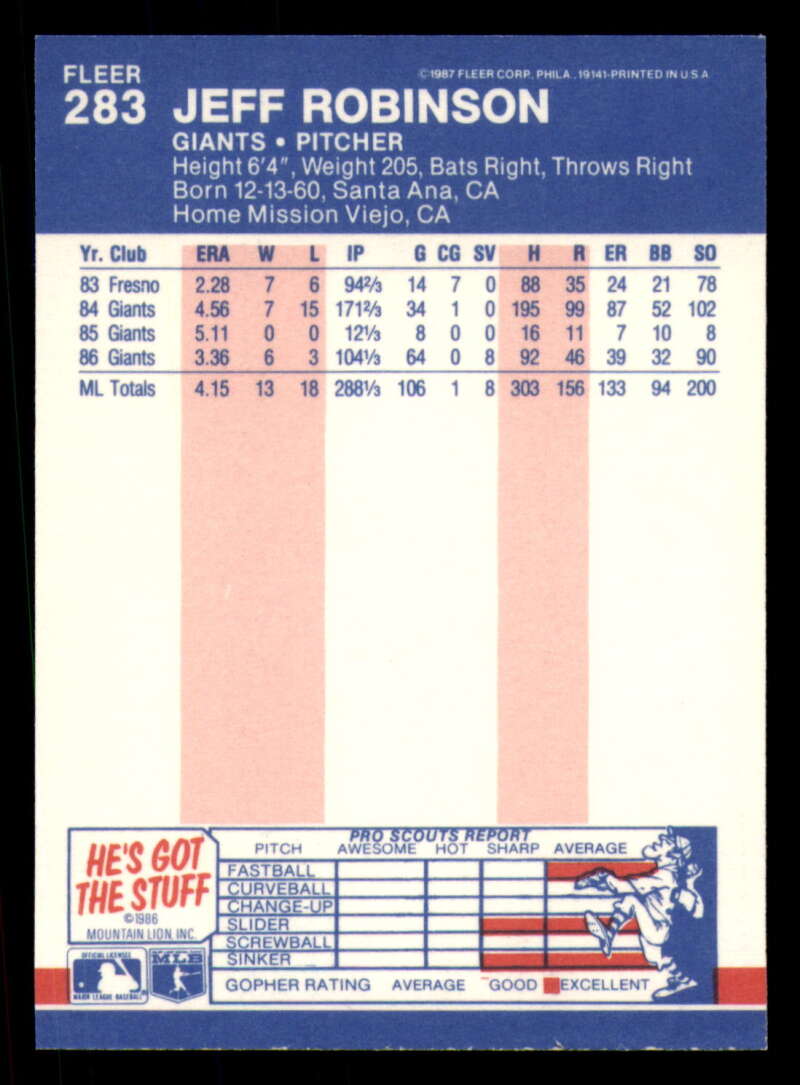 FLEER ©1987 FLEER CORP. PHILA., 19141-PRINTED IN U.S.A.
283 JEFF ROBINSON
GIANTS • PITCHER
Height 6'4", Weight 205, Bats Right, Throws Right
Born 12-13-60, Santa Ana, CA
Home Mission Viejo, CA
Yr. Club ERA W L IP G CG SV H R ER BB SO
83 Fresno 2.28 7 6 94⅔ 14 7 0 88 35 24 21 78
84 Giants 4.56 7 15 171⅔ 34 1 0 195 99 87 52 102
85 Giants 5.11 0 0 12⅓ 8 0 0 16 11 7 10 8
86 Giants 3.36 6 3 104⅓ 64 0 8 92 46 39 32 90
ML Totals 4.15 13 18 288⅓ 106 1 8 303 156 133 94 200
HE'S GOT
THE STUFF
©1986
MOUNTAIN LION, INC.
OFFICIAL LICENSEE
MAJOR LEAGUE BASEBALL
MLB
PRO SCOUTS REPORT
PITCH AWESOME HOT SHARP AVERAGE
FASTBALL
CURVEBALL
CHANGE-UP
SLIDER
SCREWBALL
SINKER
GOPHER RATING AVERAGE GOOD EXCELLENT